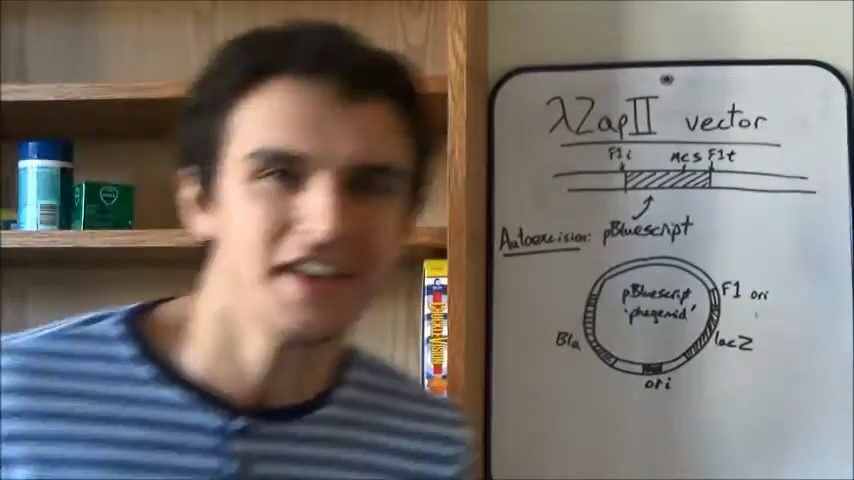 λZapII vector
F1i MCS F1t
Autoexcision: pBluescript
pBluescript
'phagemid'
F1 ori
Bla
lacZ
ori